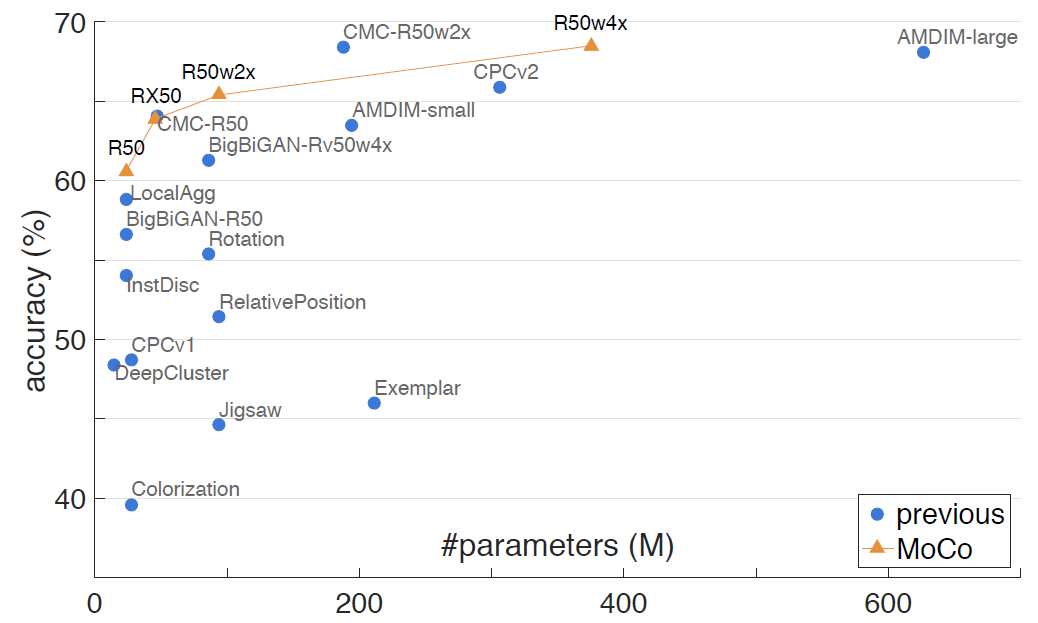 70
R50w4x
CMC-R50w2x
AMDIM-large
R50w2x
CPCv2
RX50
AMDIM-small
CMC-R50
R50
BigBiGAN-Rv50w4x
60
LocalAgg
BigBiGAN-R50
Rotation
InstDisc
RelativePosition
accuracy (%)
50
CPCv1
DeepCluster
Exemplar
Jigsaw
Colorization
40
previous
#parameters (M)
MoCo
0
200
400
600